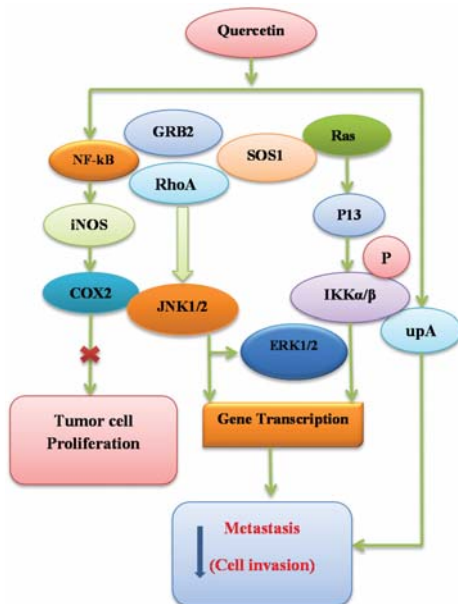 Quercetin
GRB2
SOS1
Ras
NF-kB
RhoA
iNOS
P13
P
COX2
JNK1/2
IKKα/β
ERK1/2
upA
Tumor cell
Proliferation
Gene Transcription
Metastasis
(Cell invasion)